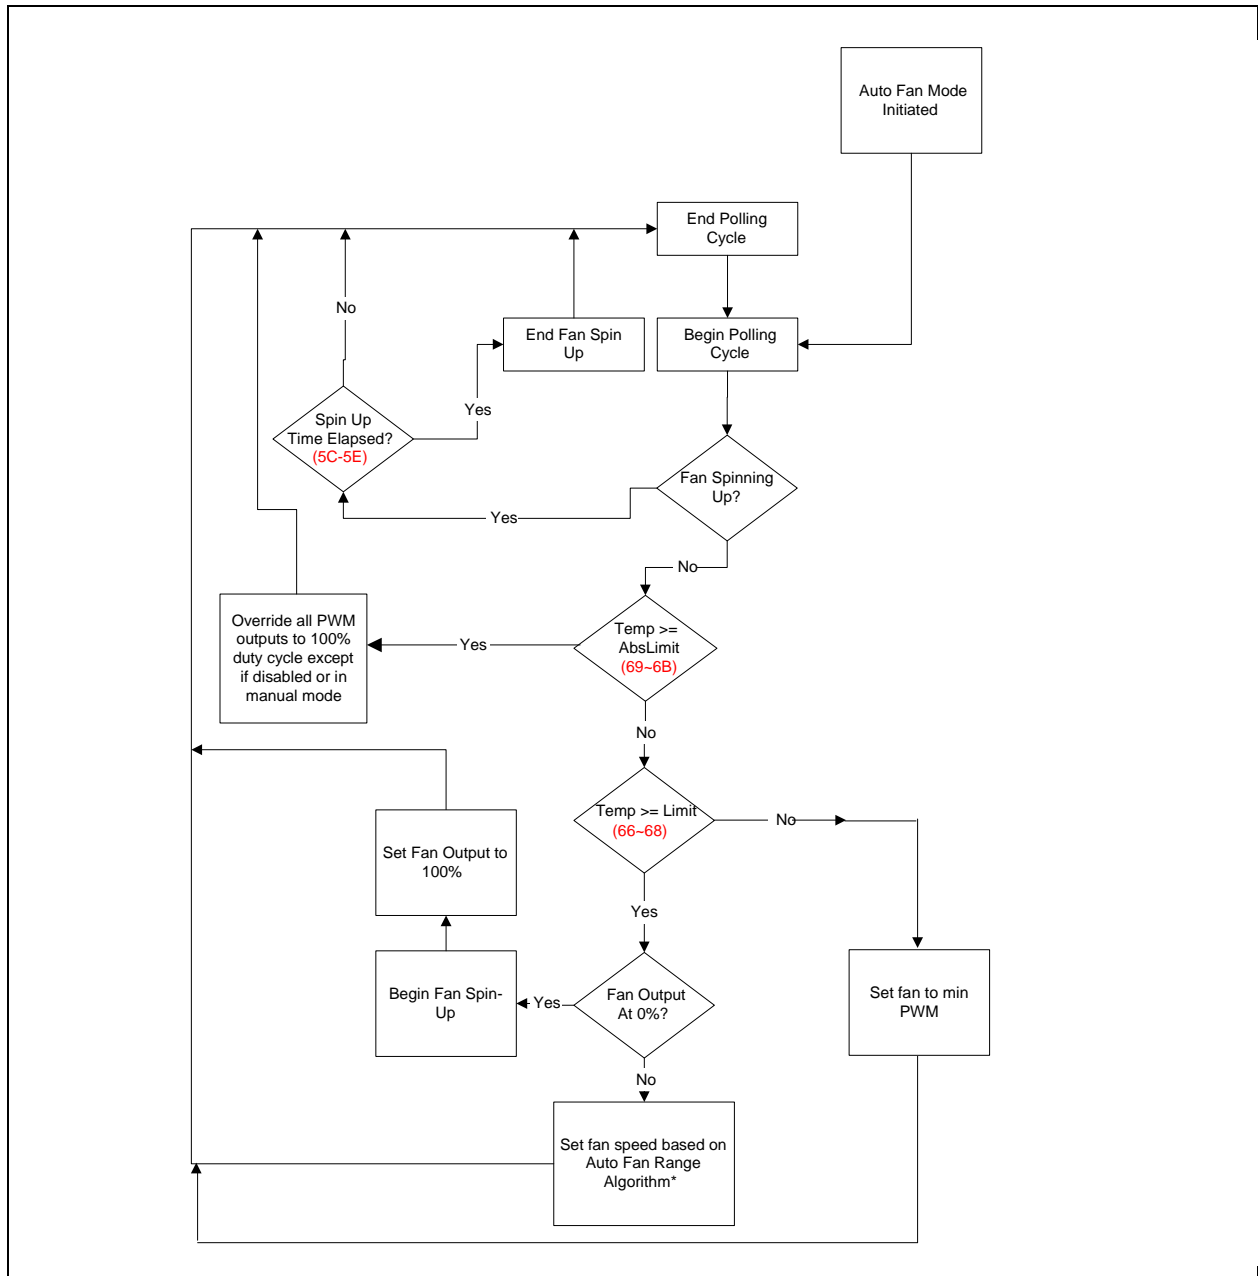 Auto Fan Mode
Initiated
End Polling
Cycle
Begin Polling
Cycle
End Fan Spin
Up
No
Yes
Spin Up
Time Elapsed?
(5C-5E)
Fan Spinning
Up?
Yes
No
Override all PWM
outputs to 100%
duty cycle except
if disabled or in
manual mode
Yes
Temp >=
AbsLimit
(69~6B)
No
Temp >= Limit
(66~68)
No
Set Fan Output to
100%
Yes
Begin Fan Spin-
Up
Yes
Fan Output
At 0%?
Set fan to min
PWM
No
Set fan speed based on
Auto Fan Range
Algorithm*